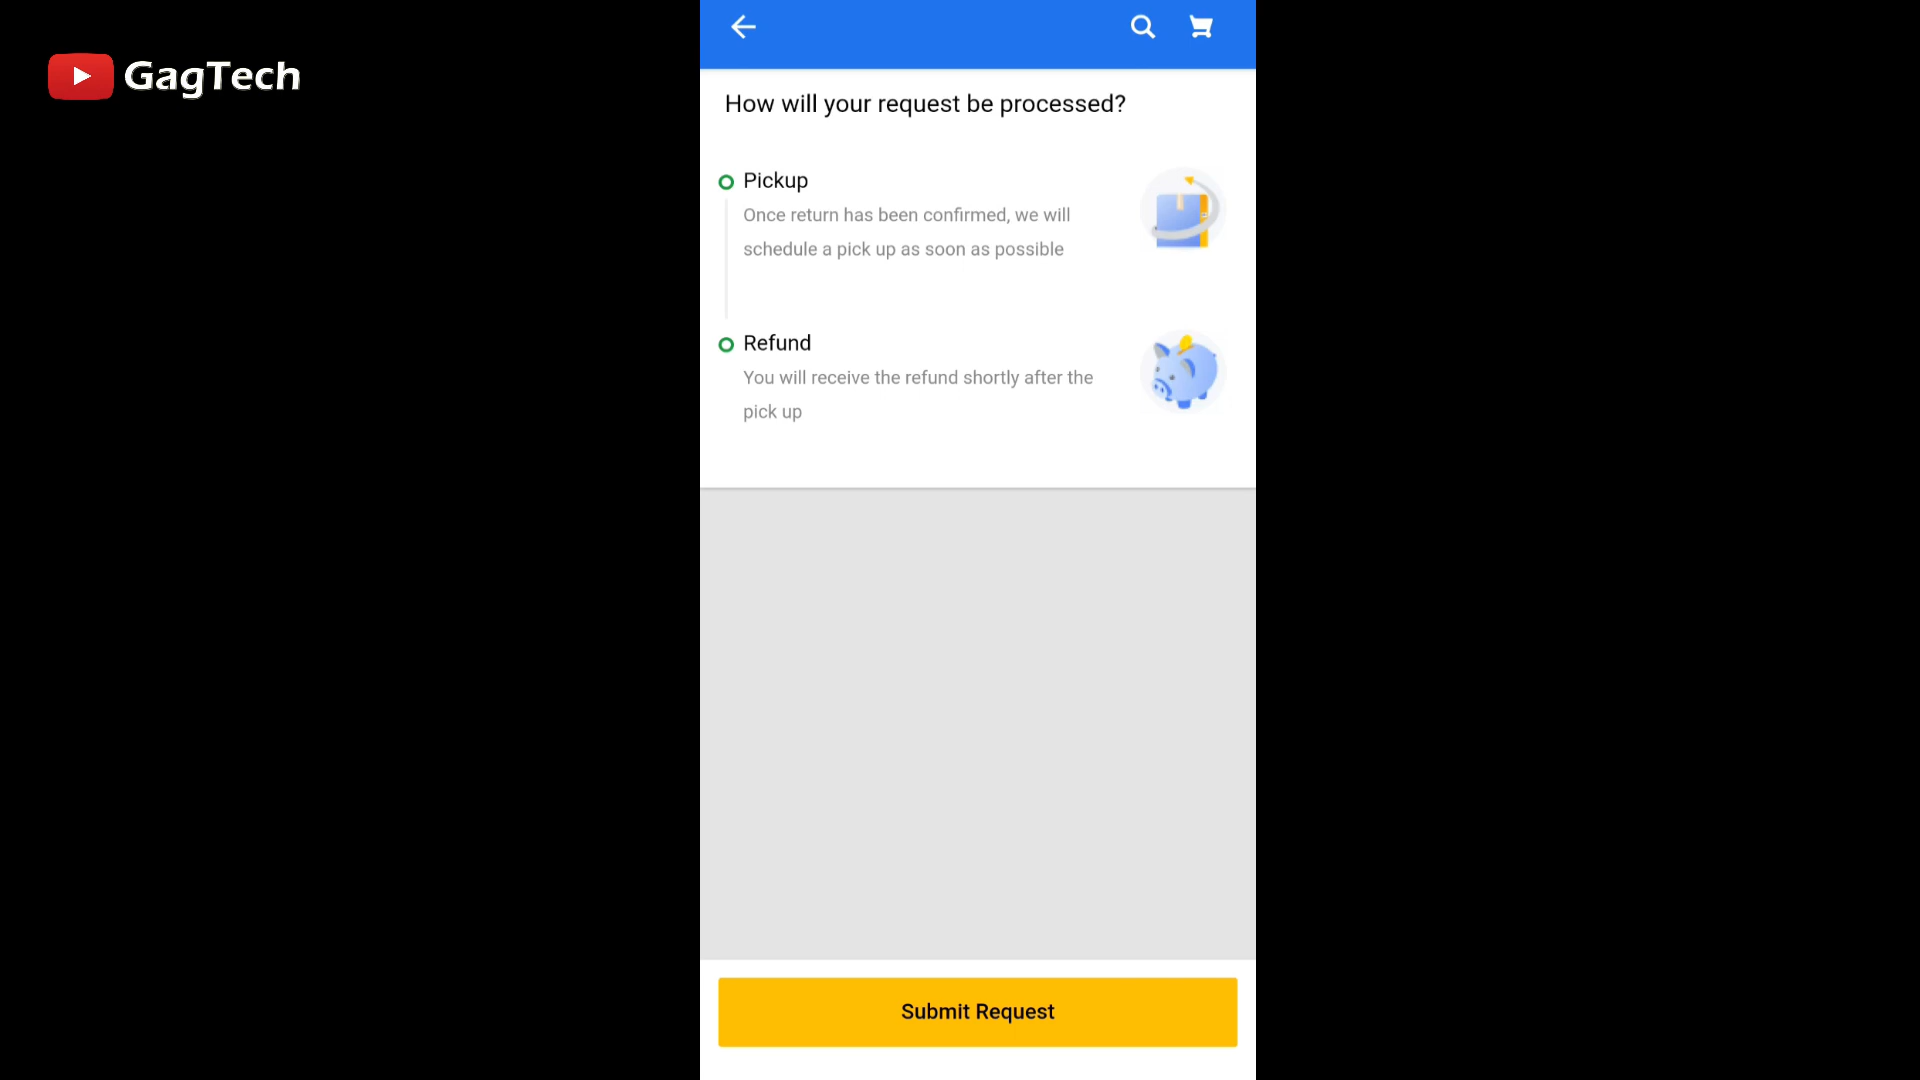 GagTech
How will your request be processed?
Pickup
Once return has been confirmed, we will
schedule a pick up as soon as possible
Refund
You will receive the refund shortly after the
pick up
Submit Request